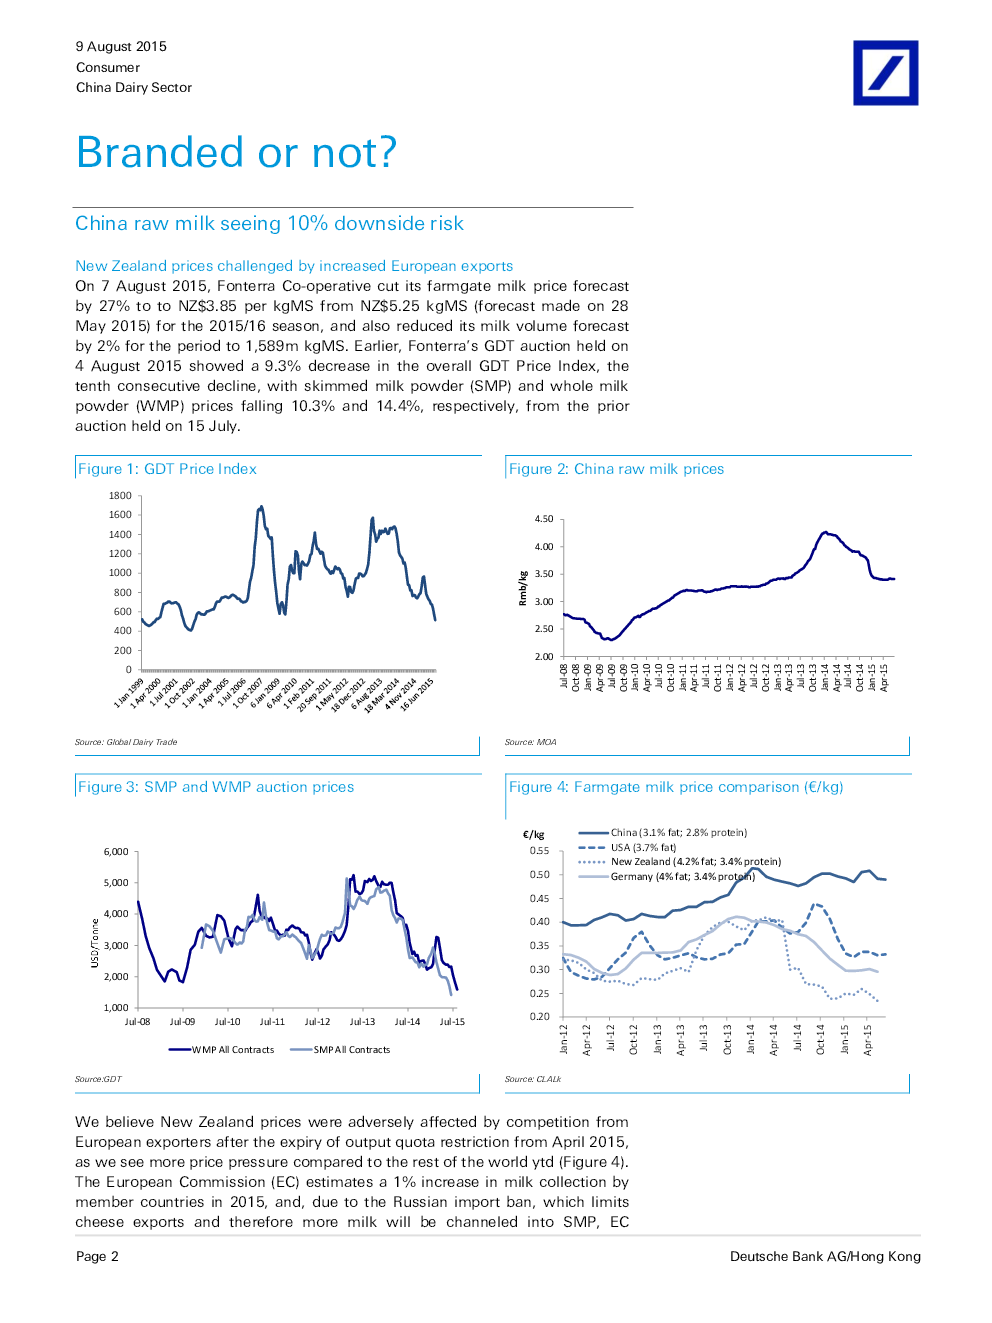 9 August 2015
Consumer
China Dairy Sector
Branded or not?
China raw milk seeing 10% downside risk
New Zealand prices challenged by increased European exports
On 7 August 2015, Fonterra Co-operative cut its farmgate milk price forecast
by 27% to to NZ$3.85 per kgMS from NZ$5.25 kgMS (forecast made on 28
May 2015) for the 2015/16 season, and also reduced its milk volume forecast
by 2% for the period to 1,589m kgMS. Earlier, Fonterra's GDT auction held on
4 August 2015 showed a 9.3% decrease in the overall GDT Price Index, the
tenth consecutive decline, with skimmed milk powder (SMP) and whole milk
powder (WMP) prices falling 10.3% and 14.4%, respectively, from the prior
auction held on 15 July.
Figure 1: GDT Price Index
1800
1600
1400
1200
1000
800
600
400
200
0
1 Jan 1999
1 Apr 2000
1 Jul 2001
1 Oct 2002
1 Jan 2004
1 Apr 2005
1 Jul 2006
1 Oct 2007
6 Jan 2009
6 Apr 2010
1 Feb 2011
20 Sep 2011
1 May 2012
18 Dec 2012
6 Aug 2013
18 Mar 2014
4 Nov 2014
16 Jun 2015
Source: Global Dairy Trade
Figure 2: China raw milk prices
4.50
4.00
3.50
3.00
2.50
2.00
Rmb/kg
Jul-08
Oct-08
Jan-09
Apr-09
Jul-09
Oct-09
Jan-10
Apr-10
Jul-10
Oct-10
Jan-11
Apr-11
Jul-11
Oct-11
Jan-12
Apr-12
Jul-12
Oct-12
Jan-13
Apr-13
Jul-13
Oct-13
Jan-14
Apr-14
Jul-14
Oct-14
Jan-15
Apr-15
Source: MOA
Figure 3: SMP and WMP auction prices
6,000
5,000
4,000
3,000
2,000
1,000
USD/Tonne
Jul-08
Jul-09
Jul-10
Jul-11
Jul-12
Jul-13
Jul-14
Jul-15
WMP All Contracts
SMP All Contracts
Source:GDT
Figure 4: Farmgate milk price comparison (€/kg)
€/kg
China (3.1% fat; 2.8% protein)
USA (3.7% fat)
New Zealand (4.2% fat; 3.4% protein)
Germany (4% fat; 3.4% protein)
0.55
0.50
0.45
0.40
0.35
0.30
0.25
0.20
Jan-12
Apr-12
Jul-12
Oct-12
Jan-13
Apr-13
Jul-13
Oct-13
Jan-14
Apr-14
Jul-14
Oct-14
Jan-15
Apr-15
Source: CLALk
We believe New Zealand prices were adversely affected by competition from
European exporters after the expiry of output quota restriction from April 2015,
as we see more price pressure compared to the rest of the world ytd (Figure 4).
The European Commission (EC) estimates a 1% increase in milk collection by
member countries in 2015, and, due to the Russian import ban, which limits
cheese exports and therefore more milk will be channeled into SMP, EC
Page 2
Deutsche Bank AG/Hong Kong